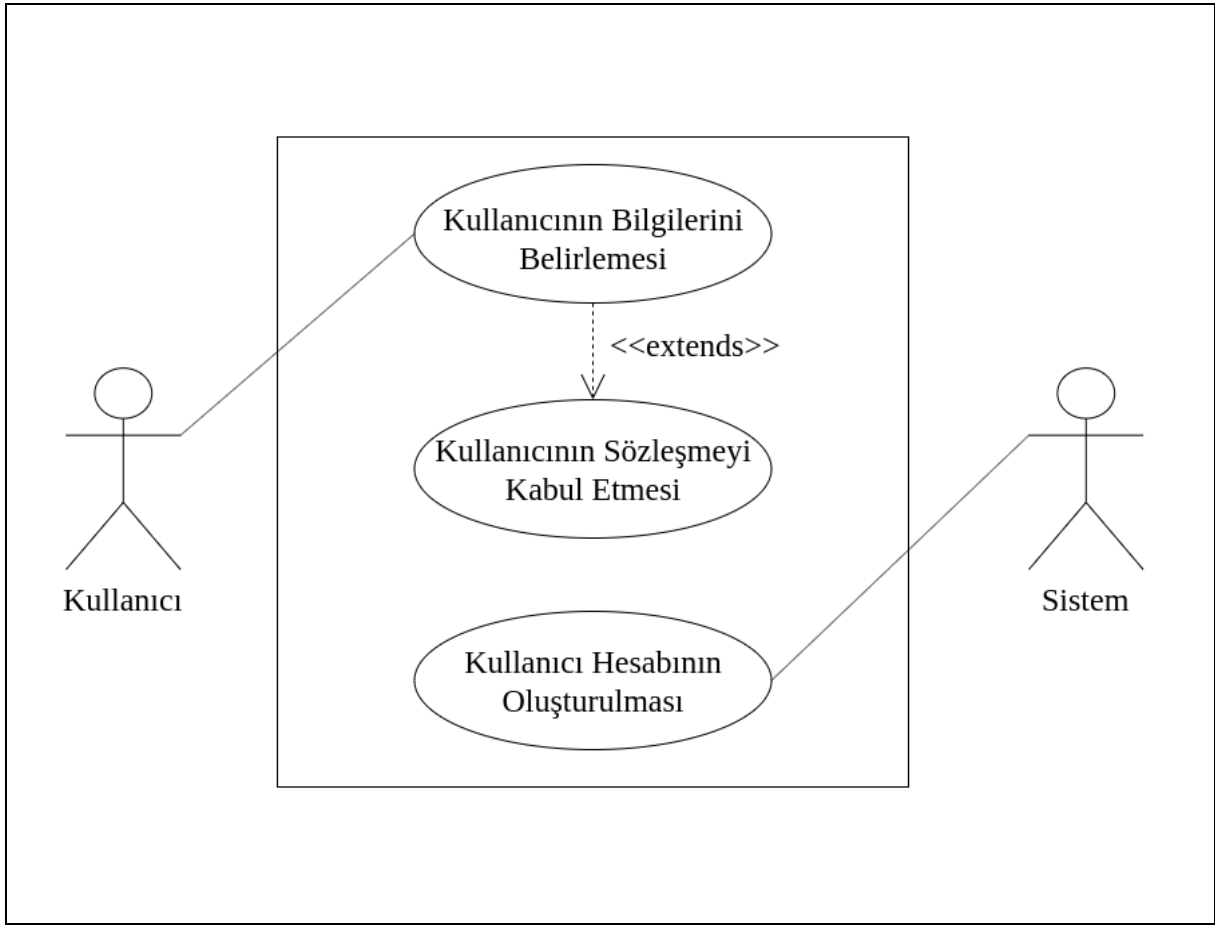 Kullanıcının Bilgilerini
Belirlemesi
<<extends>>
Kullanıcının Sözleşmeyi
Kabul Etmesi
Kullanıcı
Sistem
Kullanıcı Hesabının
Oluşturulması